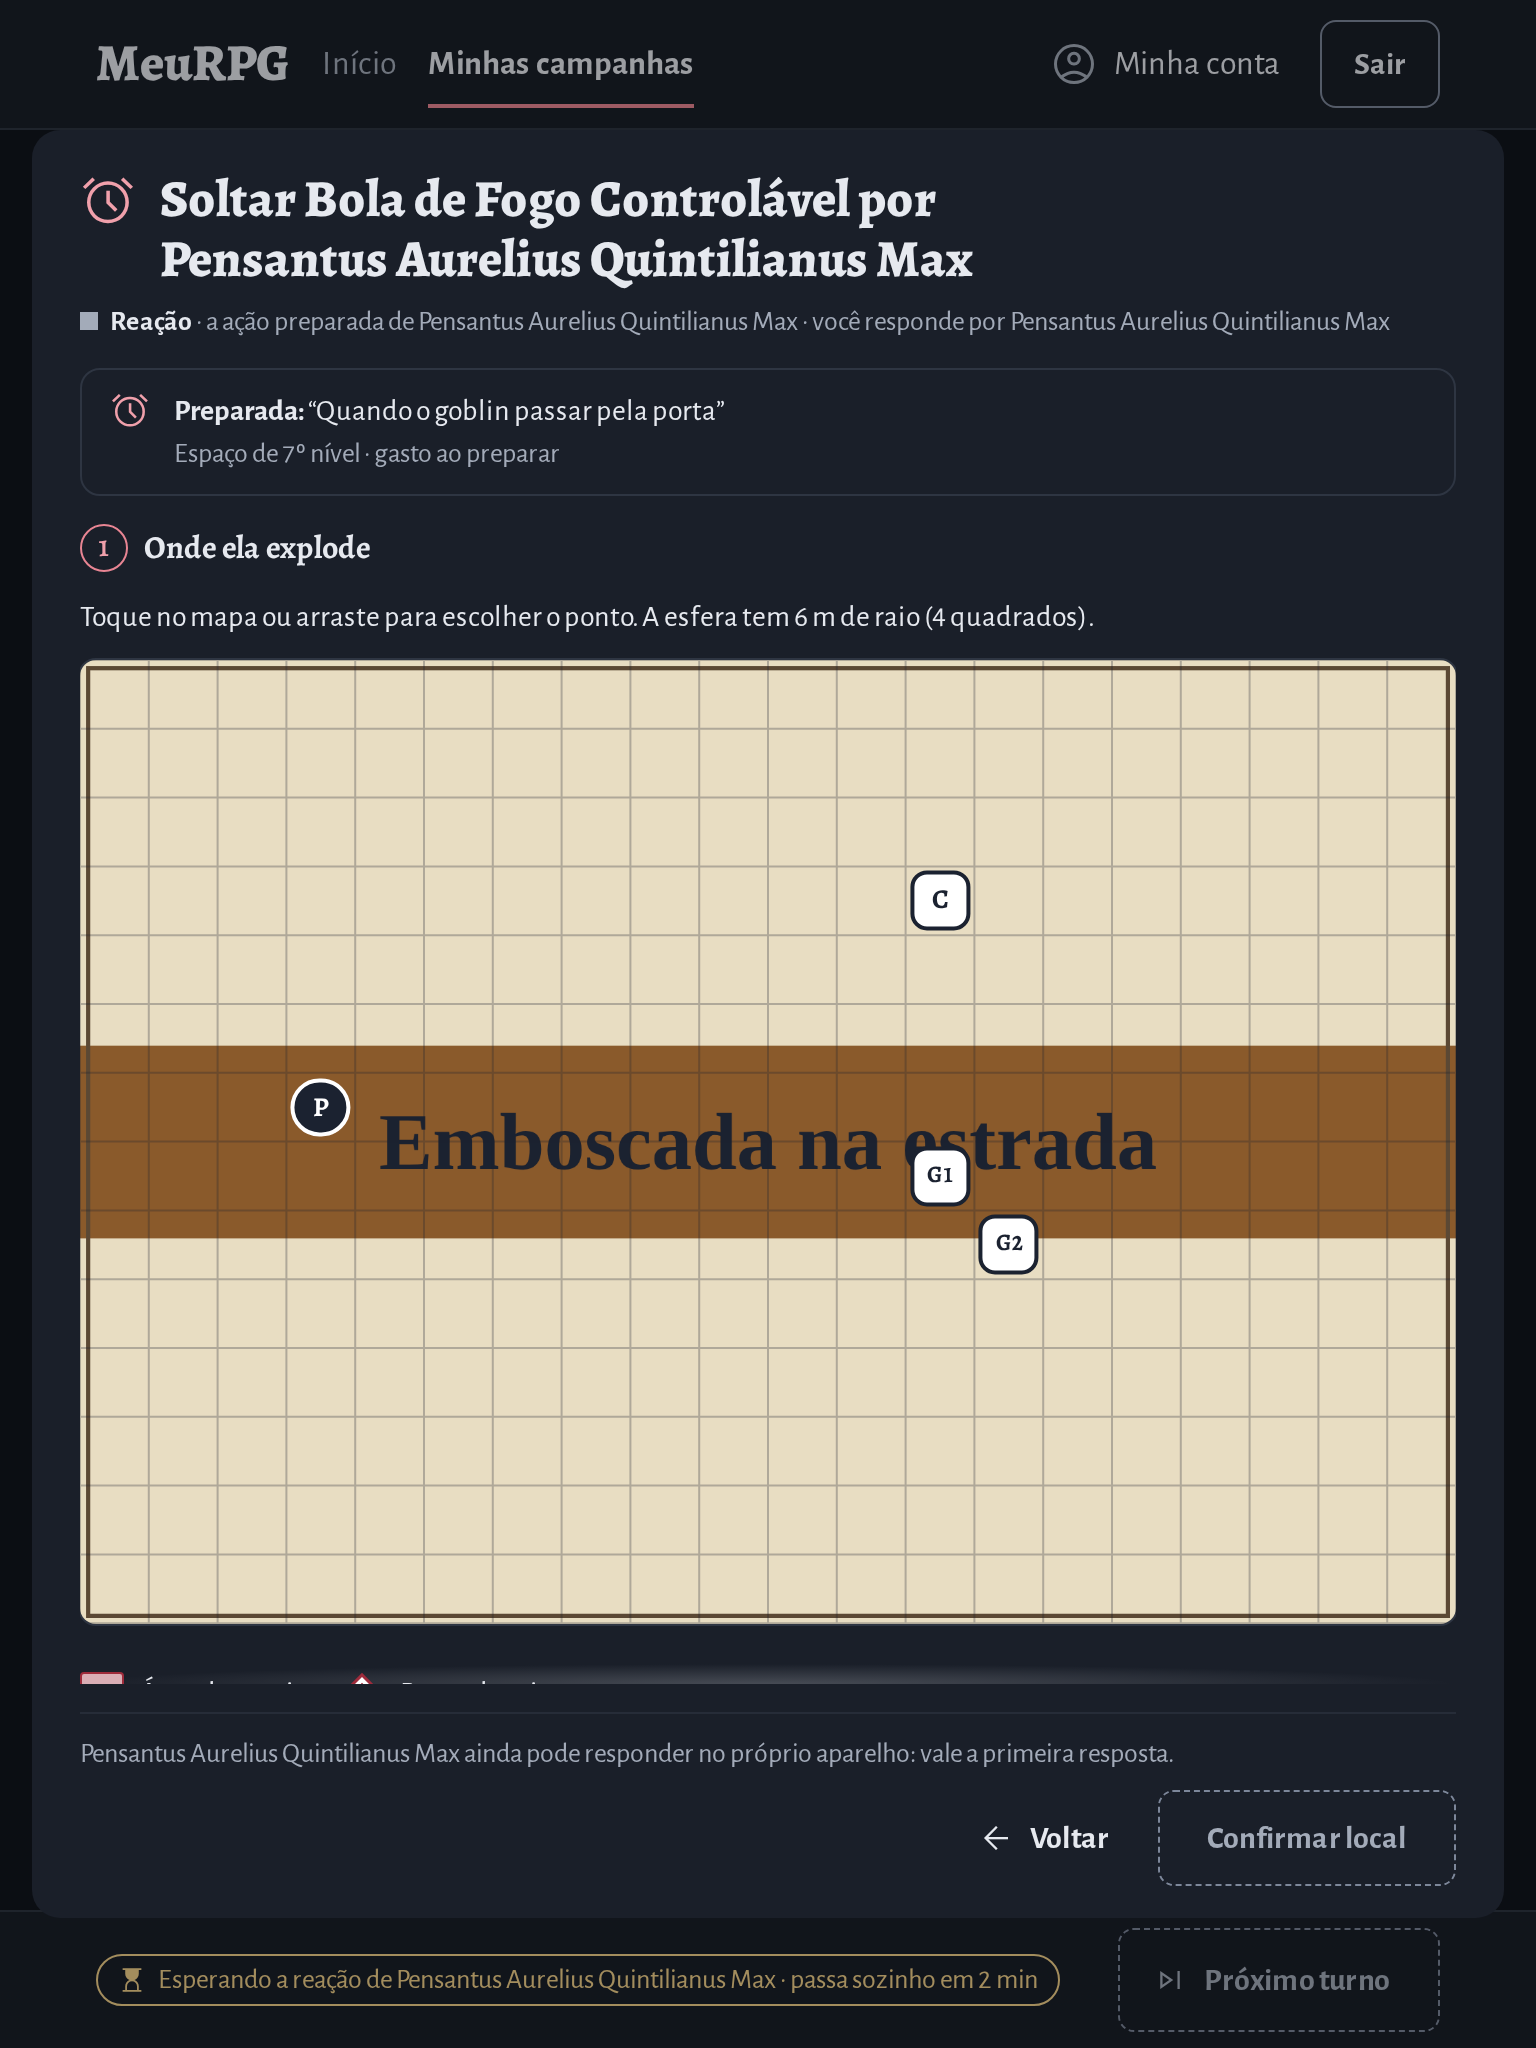 MeuRPG Início Minhas campanhas Minha conta Sair
Soltar Bola de Fogo Controlável por
Pensantus Aurelius Quintilianus Max
Reação · a ação preparada de Pensantus Aurelius Quintilianus Max · você responde por Pensantus Aurelius Quintilianus Max
Preparada: “Quando o goblin passar pela porta”
Espaço de 7º nível · gasto ao preparar
1 Onde ela explode
Toque no mapa ou arraste para escolher o ponto. A esfera tem 6 m de raio (4 quadrados).
C
P
Emboscada na estrada
G1
G2
Pensantus Aurelius Quintilianus Max ainda pode responder no próprio aparelho: vale a primeira resposta.
Voltar Confirmar local
Esperando a reação de Pensantus Aurelius Quintilianus Max · passa sozinho em 2 min Próximo turno